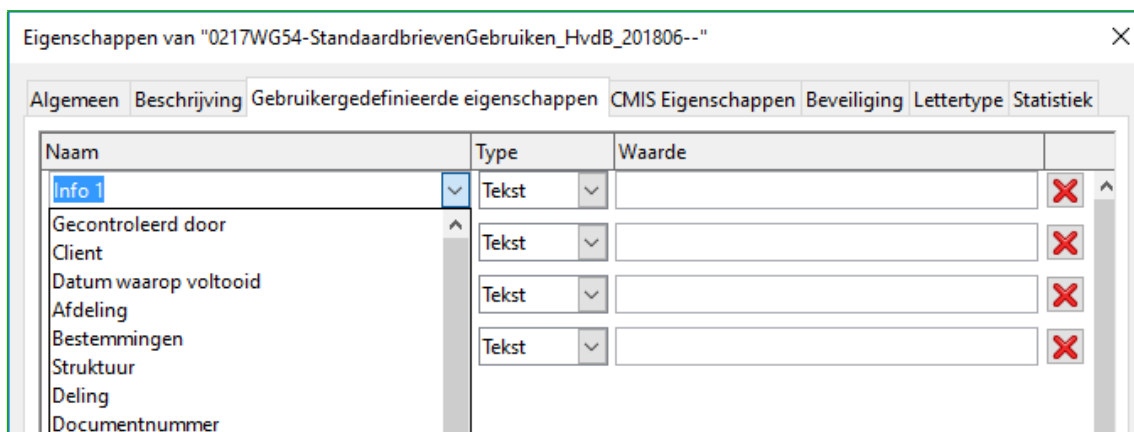 Eigenschappen van "0217WG54-StandaardbrievenGebruiken_HvdB_201806--"
Algemeen Beschrijving Gebruikergedefinieerde eigenschappen CMIS Eigenschappen Beveiliging Lettertype Statistiek
Naam Type Waarde
Info 1 Tekst
Gecontroleerd door
Client Tekst
Datum waarop voltooid
Afdeling Tekst
Bestemmingen
Struktuur Tekst
Deling
Documentnummer